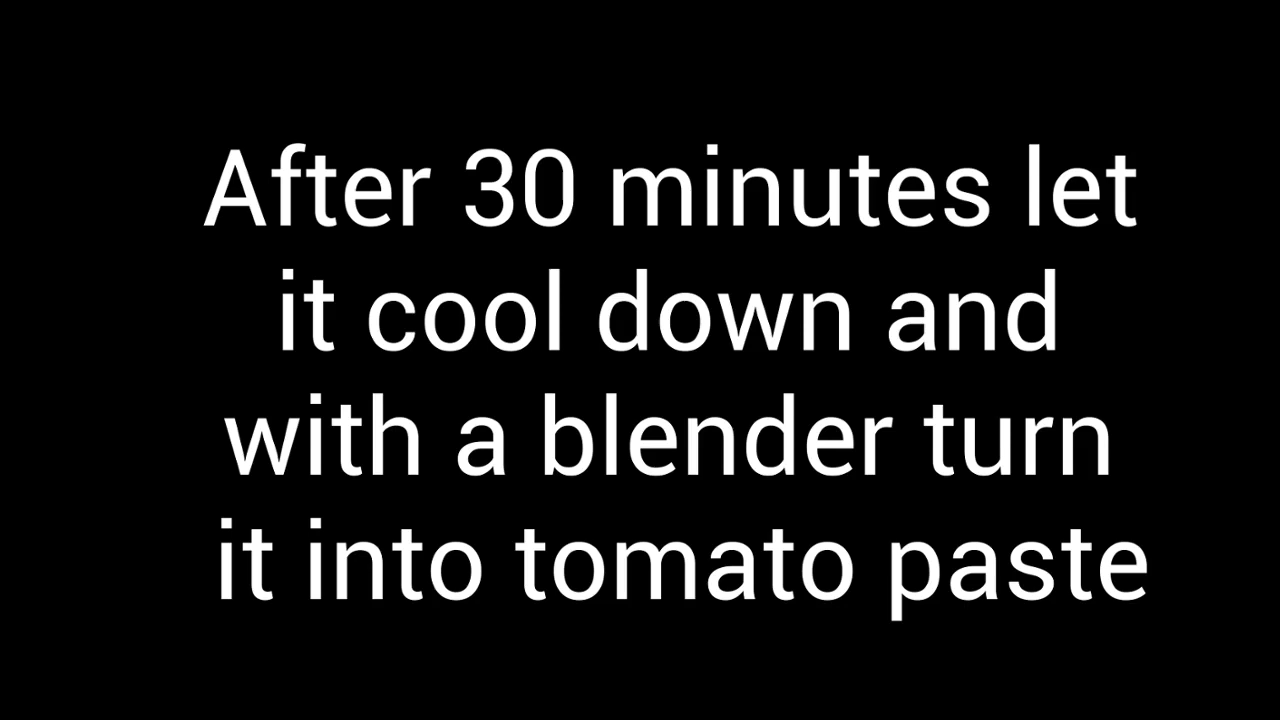 After 30 minutes let
it cool down and
with a blender turn
it into tomato paste